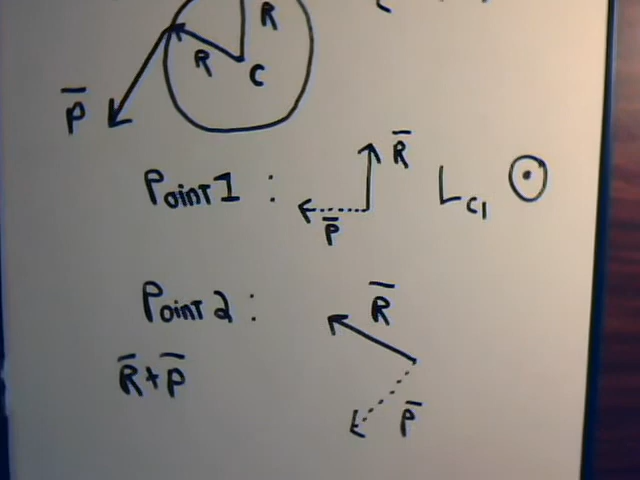 R
R
C
P̅
R̅
Point 1 :
L C1
P̅
Point 2 :
R̅
R̅ + P̅
P̅